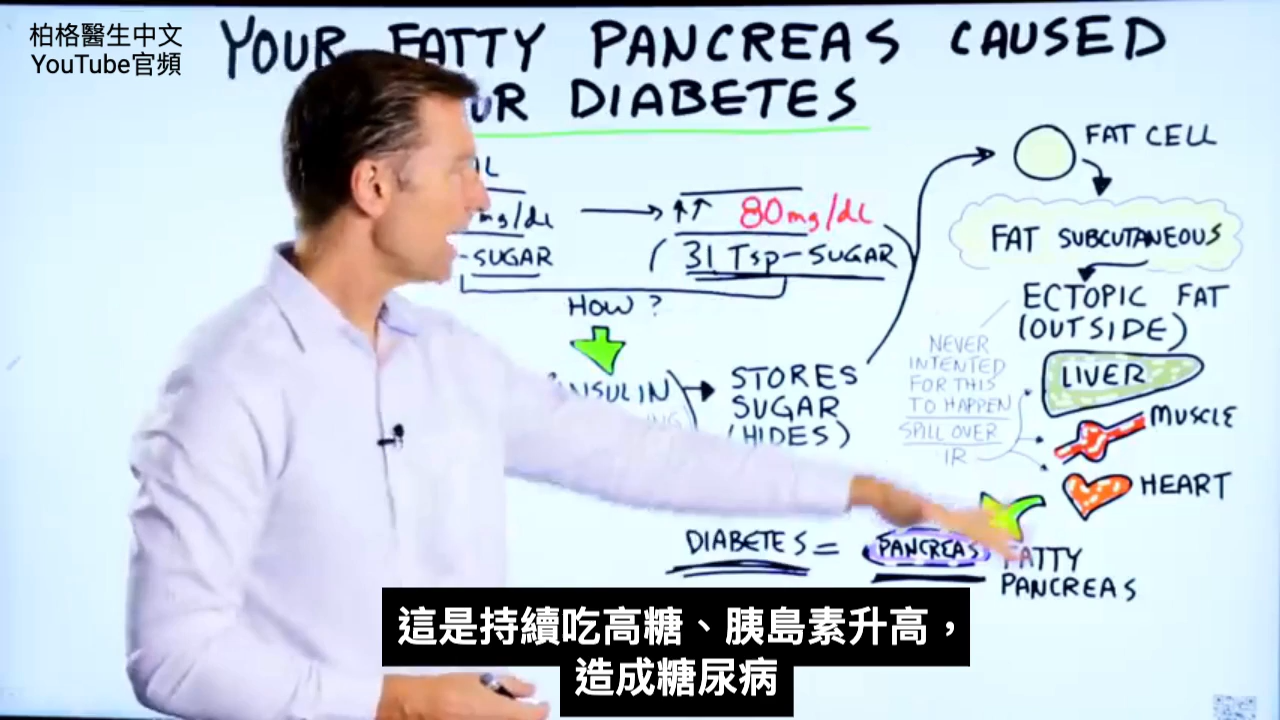 柏格醫生中文
YouTube官頻
YOUR FATTY PANCREAS CAUSED
DIABETES
mg/dl
↑↑ 80mg/dl
-SUGAR
(31 Tsp-SUGAR
HOW?
STORES
SUGAR
(HIDES)
FAT CELL
FAT SUBCUTANEOUS
ECTOPIC FAT
(OUTSIDE)
NEVER
INTENTED
FOR THIS
TO HAPPEN
SPILL OVER
IR
LIVER
MUSCLE
HEART
DIABETES = PANCREAS
FATTY
PANCREAS
這是持續吃高糖、胰島素升高，
造成糖尿病